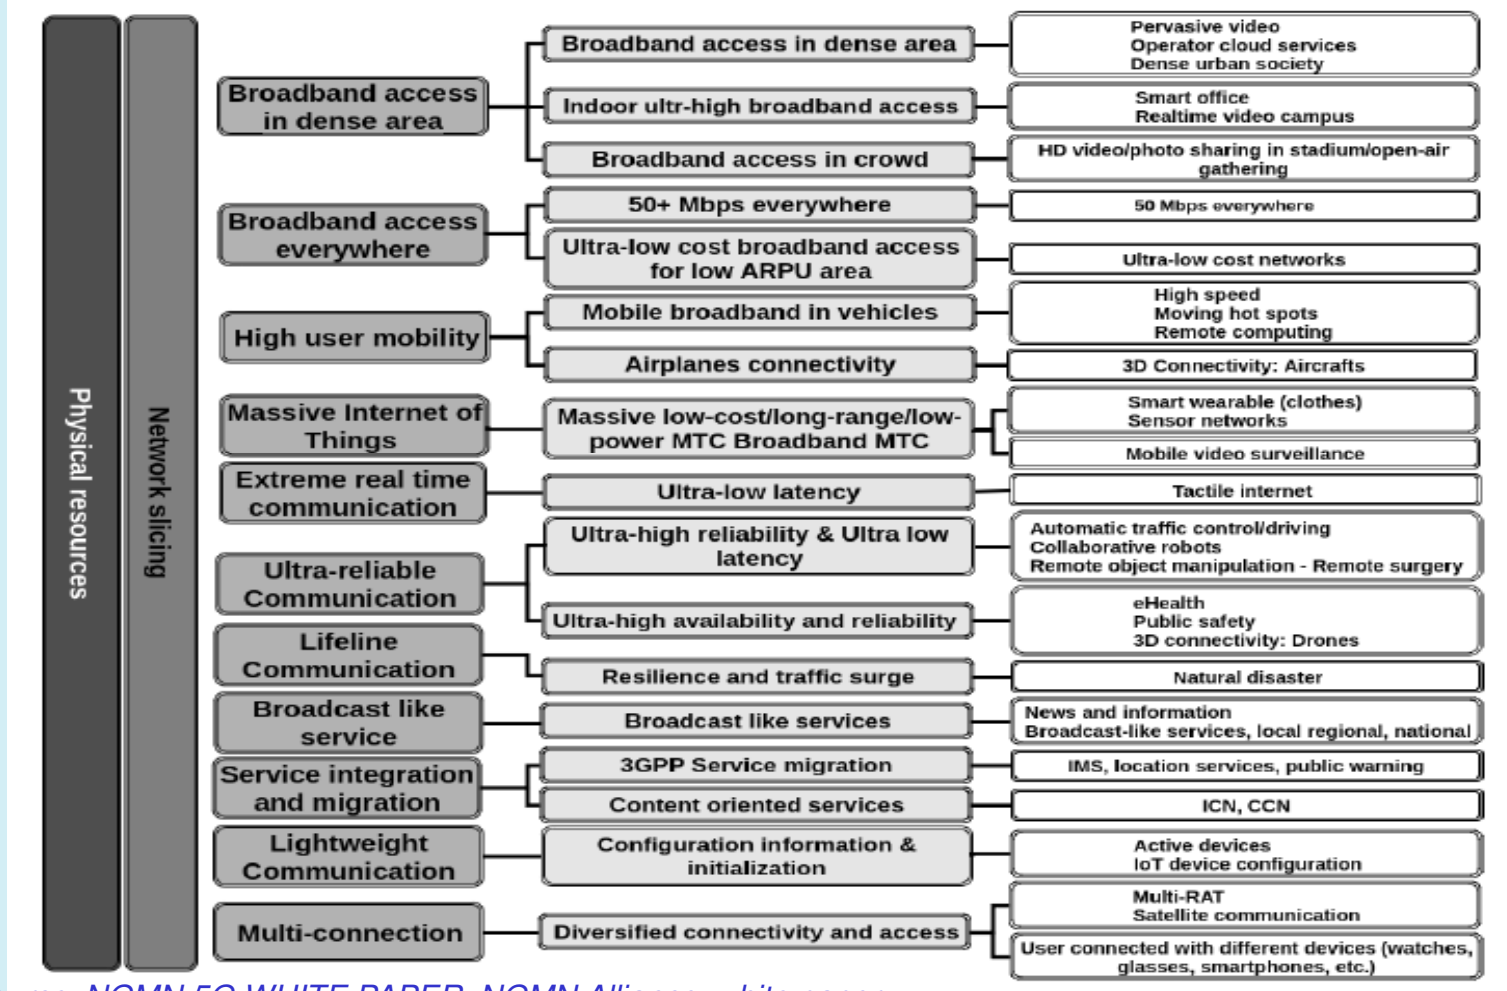 Physical resources
Network slicing
Broadband access
in dense area
Broadband access in dense area
Pervasive video
Operator cloud services
Dense urban society
Indoor ultr-high broadband access
Smart office
Realtime video campus
Broadband access in crowd
HD video/photo sharing in stadium/open-air
gathering
Broadband access
everywhere
50+ Mbps everywhere
50 Mbps everywhere
Ultra-low cost broadband access
for low ARPU area
Ultra-low cost networks
High user mobility
Mobile broadband in vehicles
High speed
Moving hot spots
Remote computing
Airplanes connectivity
3D Connectivity: Aircrafts
Massive Internet of
Things
Massive low-cost/long-range/low-
power MTC Broadband MTC
Smart wearable (clothes)
Sensor networks
Mobile video surveillance
Extreme real time
communication
Ultra-low latency
Tactile internet
Ultra-reliable
Communication
Ultra-high reliability & Ultra low
latency
Automatic traffic control/driving
Collaborative robots
Remote object manipulation - Remote surgery
Ultra-high availability and reliability
eHealth
Public safety
3D connectivity: Drones
Lifeline
Communication
Resilience and traffic surge
Natural disaster
Broadcast like
service
Broadcast like services
News and information
Broadcast-like services, local regional, national
Service integration
and migration
3GPP Service migration
IMS, location services, public warning
Content oriented services
ICN, CCN
Lightweight
Communication
Configuration information &
initialization
Active devices
IoT device configuration
Multi-connection
Diversified connectivity and access
Multi-RAT
Satellite communication
User connected with different devices (watches,
glasses, smartphones, etc.)
NGMN 5G WHITE PAPER, NGMN Alliance white paper